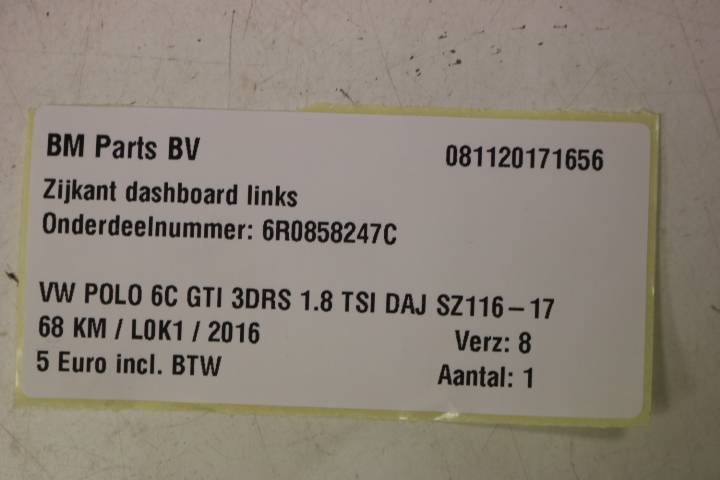 BM Parts BV 081120171656
Zijkant dashboard links
Onderdeelnummer: 6R0858247C
VW POLO 6C GTI 3DRS 1.8 TSI DAJ SZ116-17
68 KM / L0K1 / 2016 Verz: 8
5 Euro incl. BTW Aantal: 1